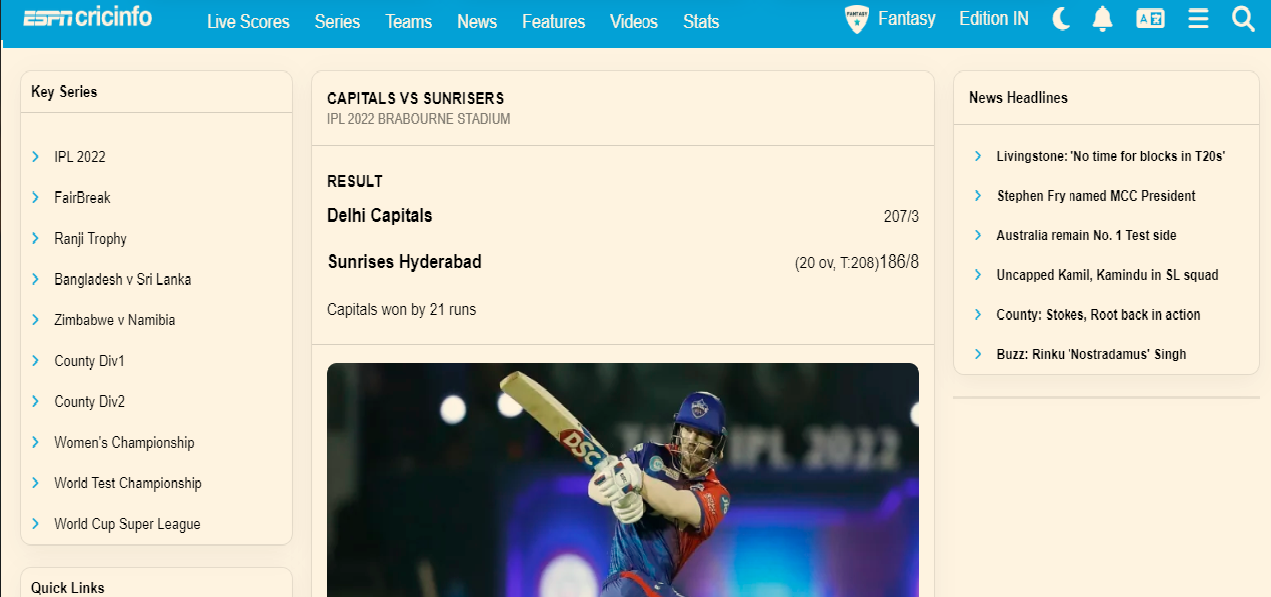 ESPN cricinfo
Live Scores Series Teams News Features Videos Stats
FANTASY Fantasy Edition IN
Key Series
IPL 2022
FairBreak
Ranji Trophy
Bangladesh v Sri Lanka
Zimbabwe v Namibia
County Div1
County Div2
Women's Championship
World Test Championship
World Cup Super League
Quick Links
CAPITALS VS SUNRISERS
IPL 2022 BRABOURNE STADIUM
RESULT
Delhi Capitals 207/3
Sunrises Hyderabad (20 ov, T:208)186/8
Capitals won by 21 runs
DSC
IPL 2022
News Headlines
Livingstone: 'No time for blocks in T20s'
Stephen Fry named MCC President
Australia remain No. 1 Test side
Uncapped Kamil, Kamindu in SL squad
County: Stokes, Root back in action
Buzz: Rinku 'Nostradamus' Singh